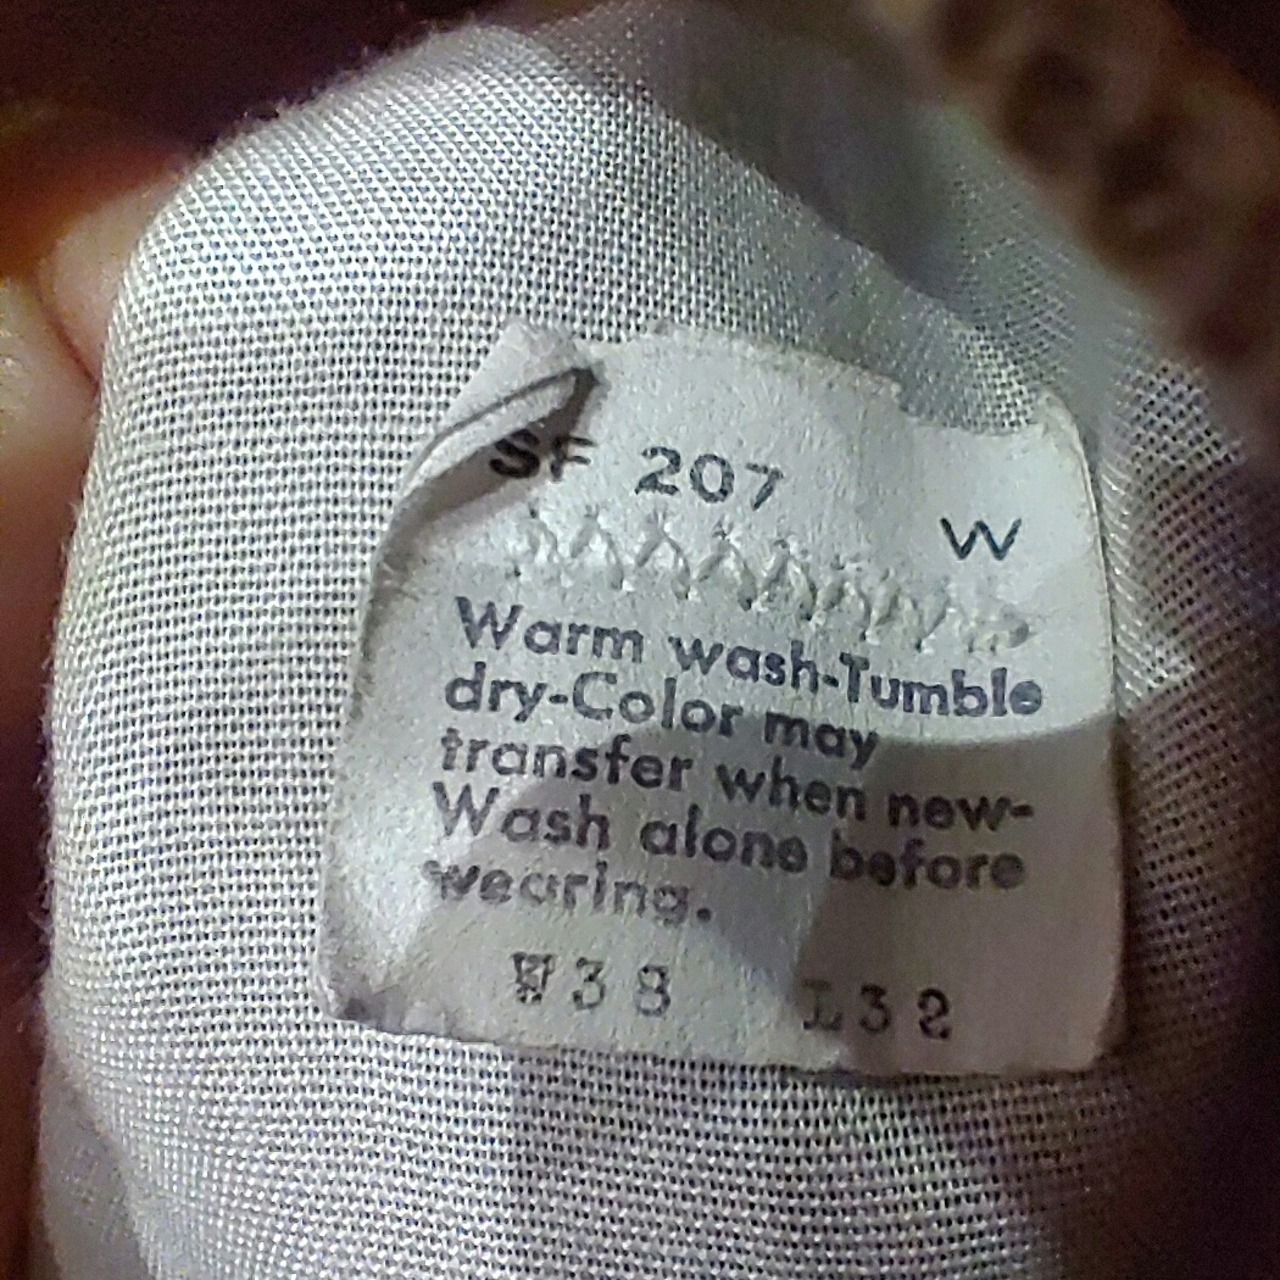 SF 207
W
Warm wash-Tumble
dry-Color may
transfer when new-
Wash alone before
wearing.
W38 L32